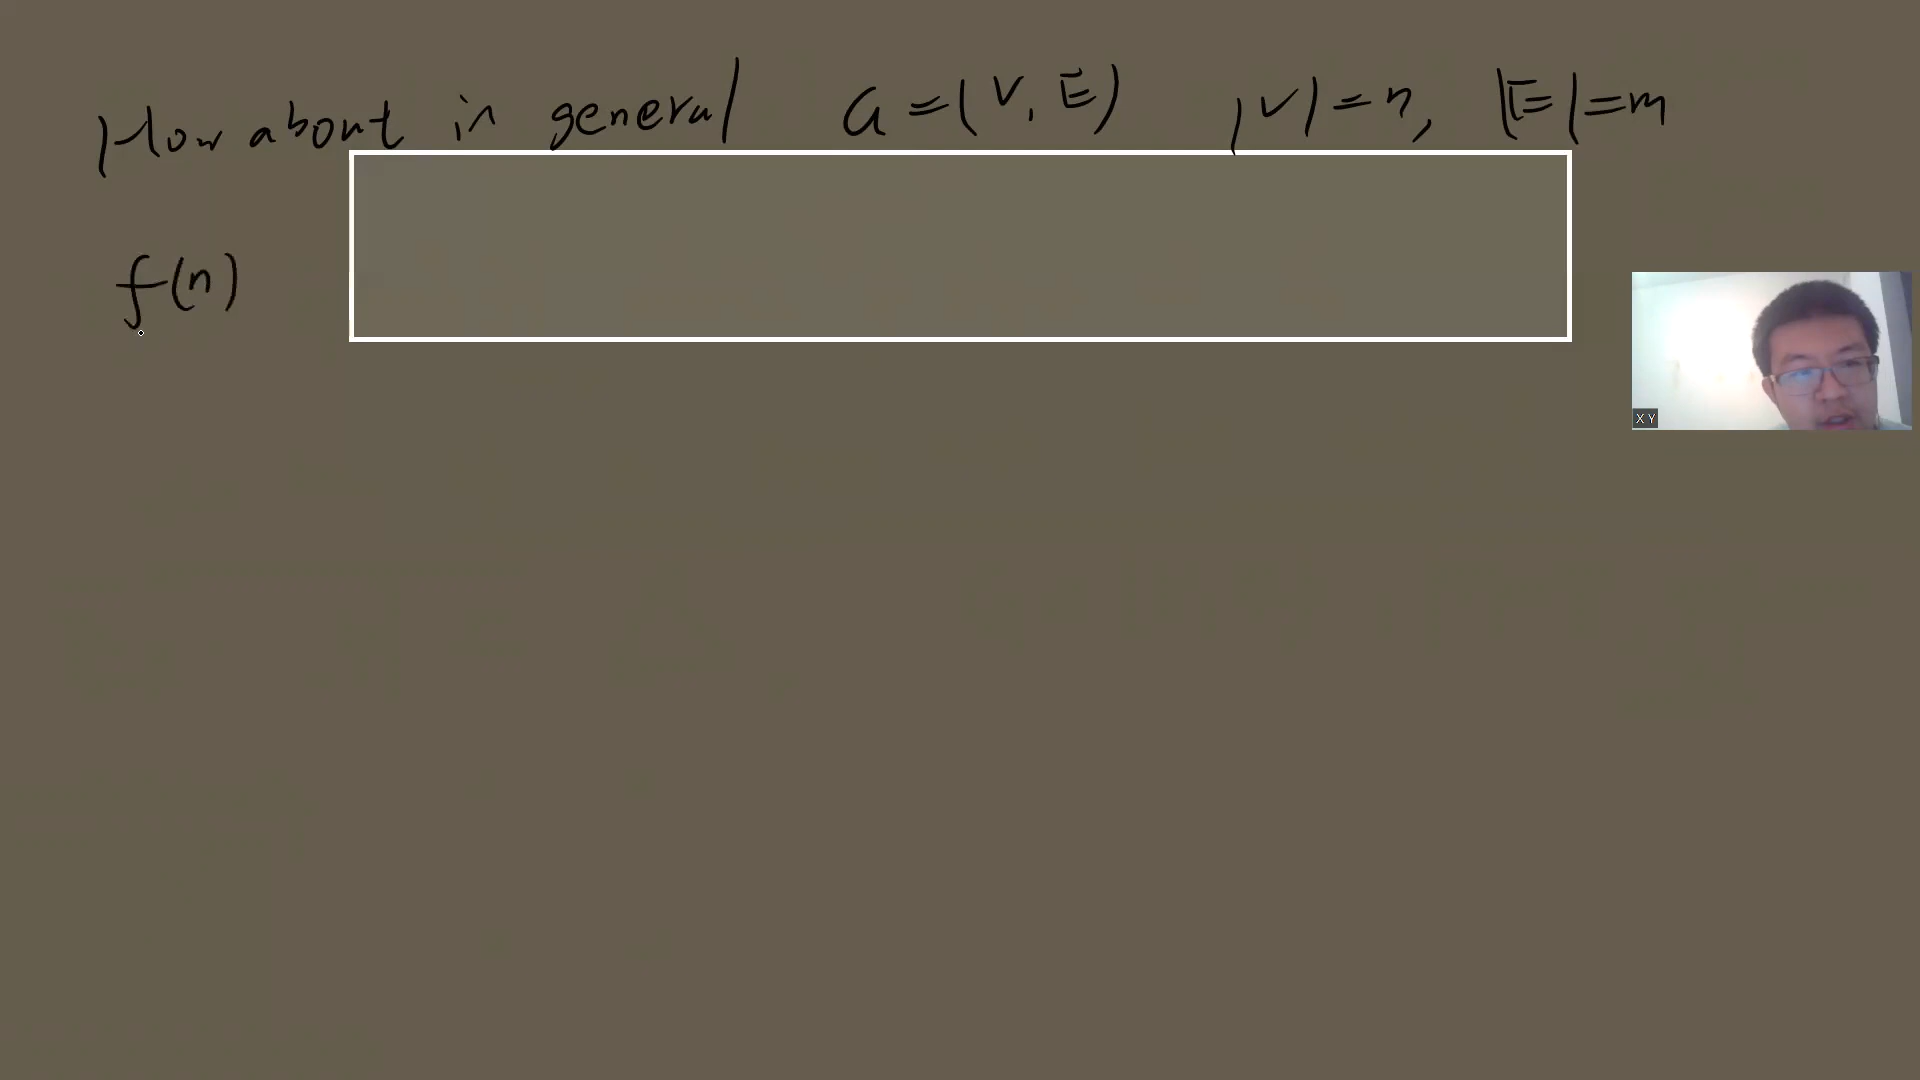 How about in general G=(V,E) |V|=n, |E|=m
f(n)
X Y